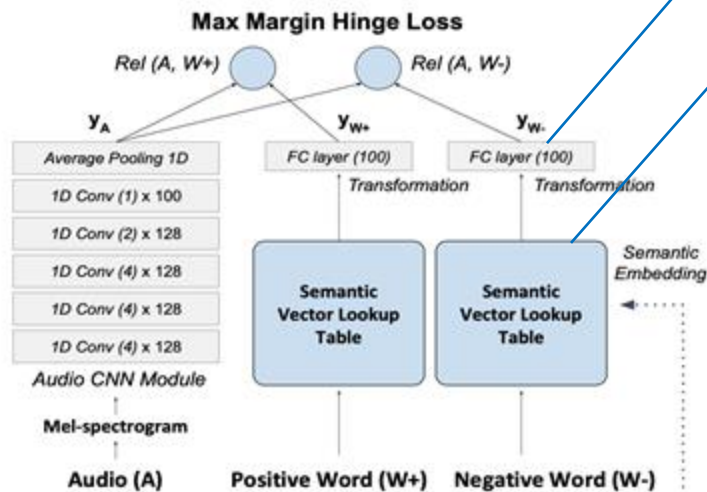 Max Margin Hinge Loss
Rel (A, W+)
Rel (A, W-)
yA
yW+
yW-
Average Pooling 1D
FC layer (100)
FC layer (100)
1D Conv (1) x 100
Transformation
Transformation
1D Conv (2) x 128
1D Conv (4) x 128
1D Conv (4) x 128
1D Conv (4) x 128
Semantic
Vector Lookup
Table
Semantic
Vector Lookup
Table
Semantic
Embedding
Audio CNN Module
Mel-spectrogram
Audio (A)
Positive Word (W+)
Negative Word (W-)